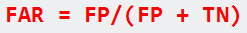 FAR = FP/(FP + TN)